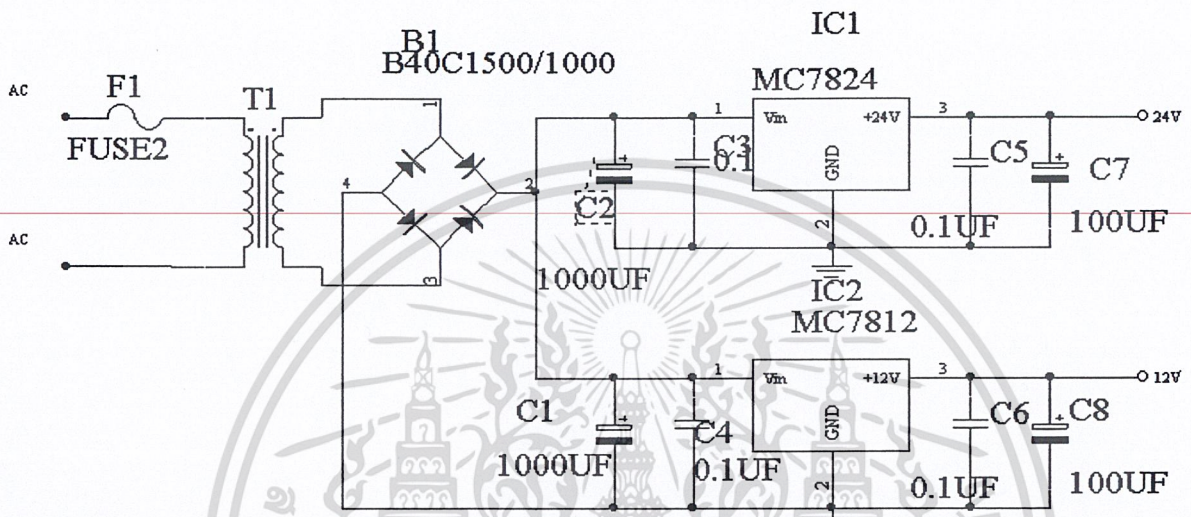 IC1
B1
B40C1500/1000
MC7824
AC
F1
T1
1
1
Vin
+24V
3
24V
FUSE2
C3
0.1
GND
C5
+
C7
4
2
+
C2
2
0.1UF
100UF
AC
3
1000UF
IC2
MC7812
1
Vin
+12V
3
12V
C1
+
C4
GND
C6
+
C8
1000UF
0.1UF
2
0.1UF
100UF